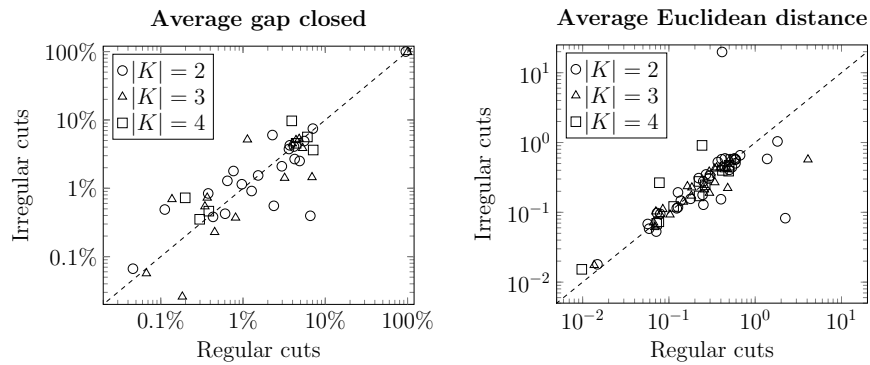 Average gap closed
100%
10%
1%
0.1%
Irregular cuts
|K| = 2
|K| = 3
|K| = 4
0.1% 1% 10% 100%
Regular cuts
Average Euclidean distance
10^1
10^0
10^−1
10^−2
Irregular cuts
|K| = 2
|K| = 3
|K| = 4
10^−2 10^−1 10^0 10^1
Regular cuts